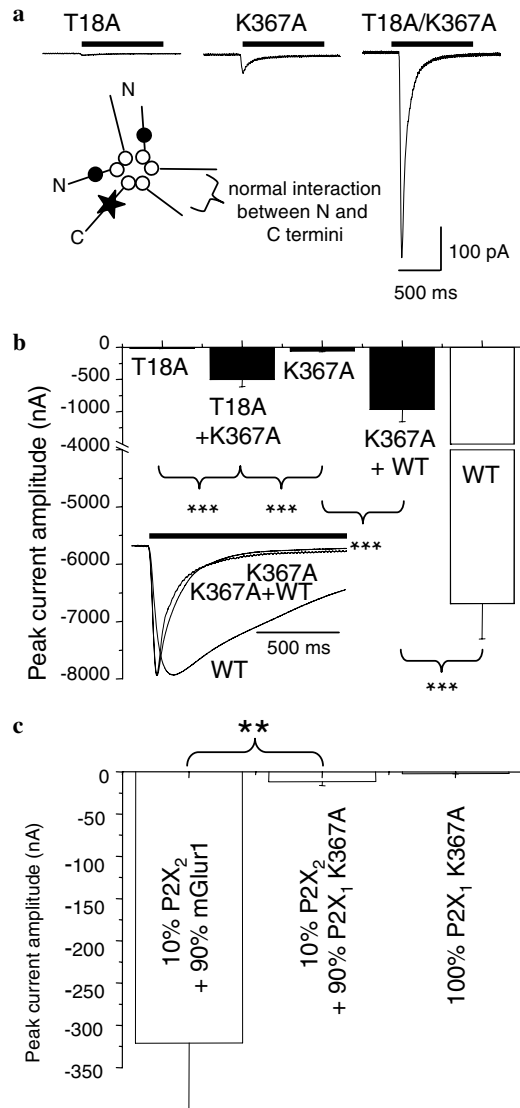 a
T18A K367A T18A/K367A
N
N
C
normal interaction
between N and
C termini
100 pA
500 ms
b
Peak current amplitude (nA)
0
-500
-1000
-4000
-5000
-6000
-7000
-8000
T18A
T18A
+K367A
K367A
K367A
+ WT
WT
*** ***
***
***
K367A
K367A+WT
WT
500 ms
c
**
Peak current amplitude (nA)
0
-50
-100
-150
-200
-250
-300
-350
10% P2X₂
+ 90% mGlur1
10% P2X₂
+ 90% P2X₁ K367A
100% P2X₁ K367A